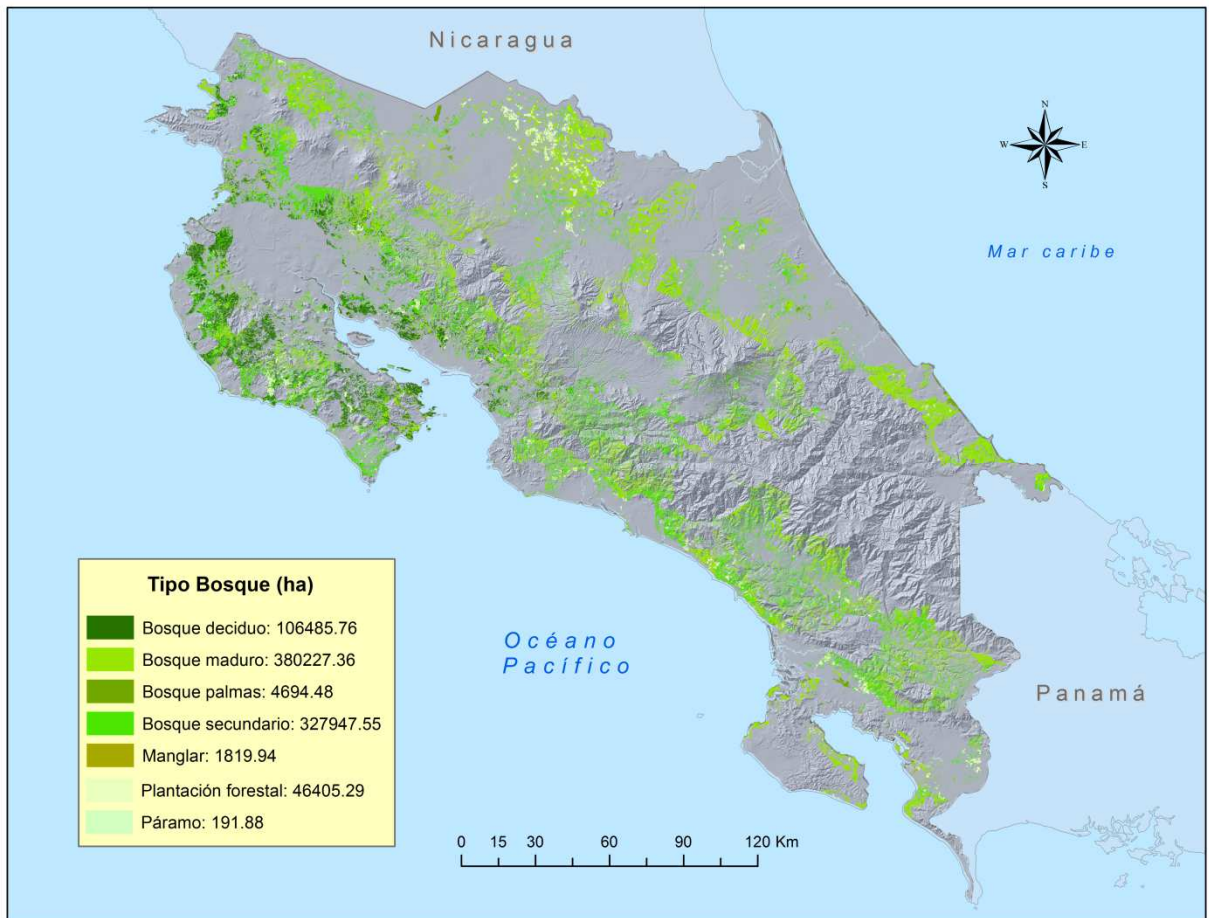 Nicaragua
N
W
E
S
Mar caribe
Tipo Bosque (ha)
Bosque deciduo: 106485.76
Bosque maduro: 380227.36
Bosque palmas: 4694.48
Bosque secundario: 327947.55
Manglar: 1819.94
Plantación forestal: 46405.29
Páramo: 191.88
Océano
Pacífico
Panamá
0 15 30 60 90 120 Km